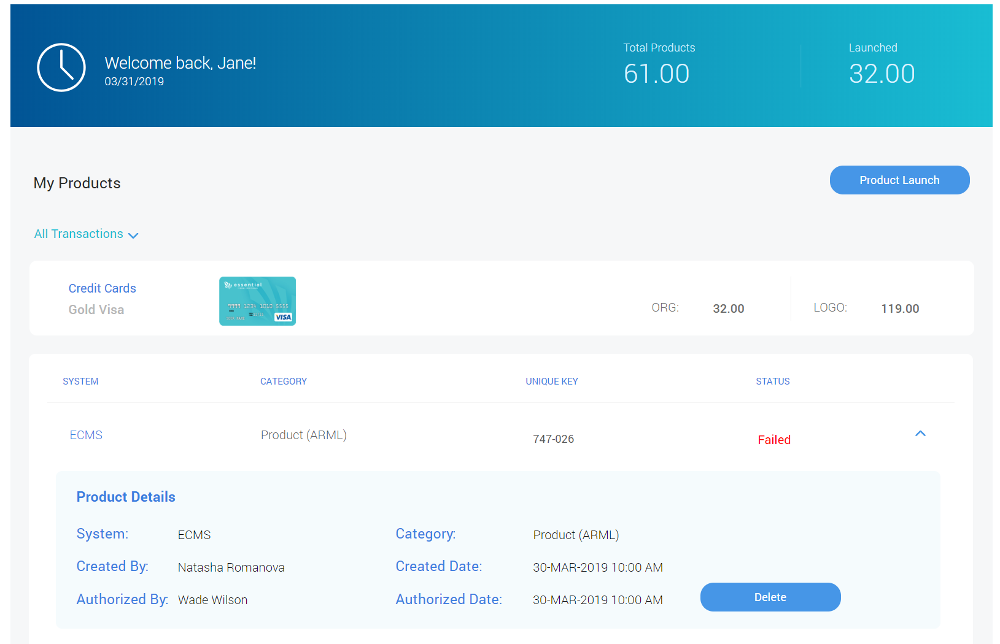 Welcome back, Jane!
03/31/2019
Total Products
61.00
Launched
32.00
My Products
Product Launch
All Transactions
Credit Cards
Gold Visa
essential
9999 1234 1010 5555
YOUR NAME
VISA
ORG: 32.00
LOGO: 119.00
SYSTEM CATEGORY UNIQUE KEY STATUS
ECMS Product (ARML) 747-026 Failed
Product Details
System: ECMS Category: Product (ARML)
Created By: Natasha Romanova Created Date: 30-MAR-2019 10:00 AM
Authorized By: Wade Wilson Authorized Date: 30-MAR-2019 10:00 AM
Delete